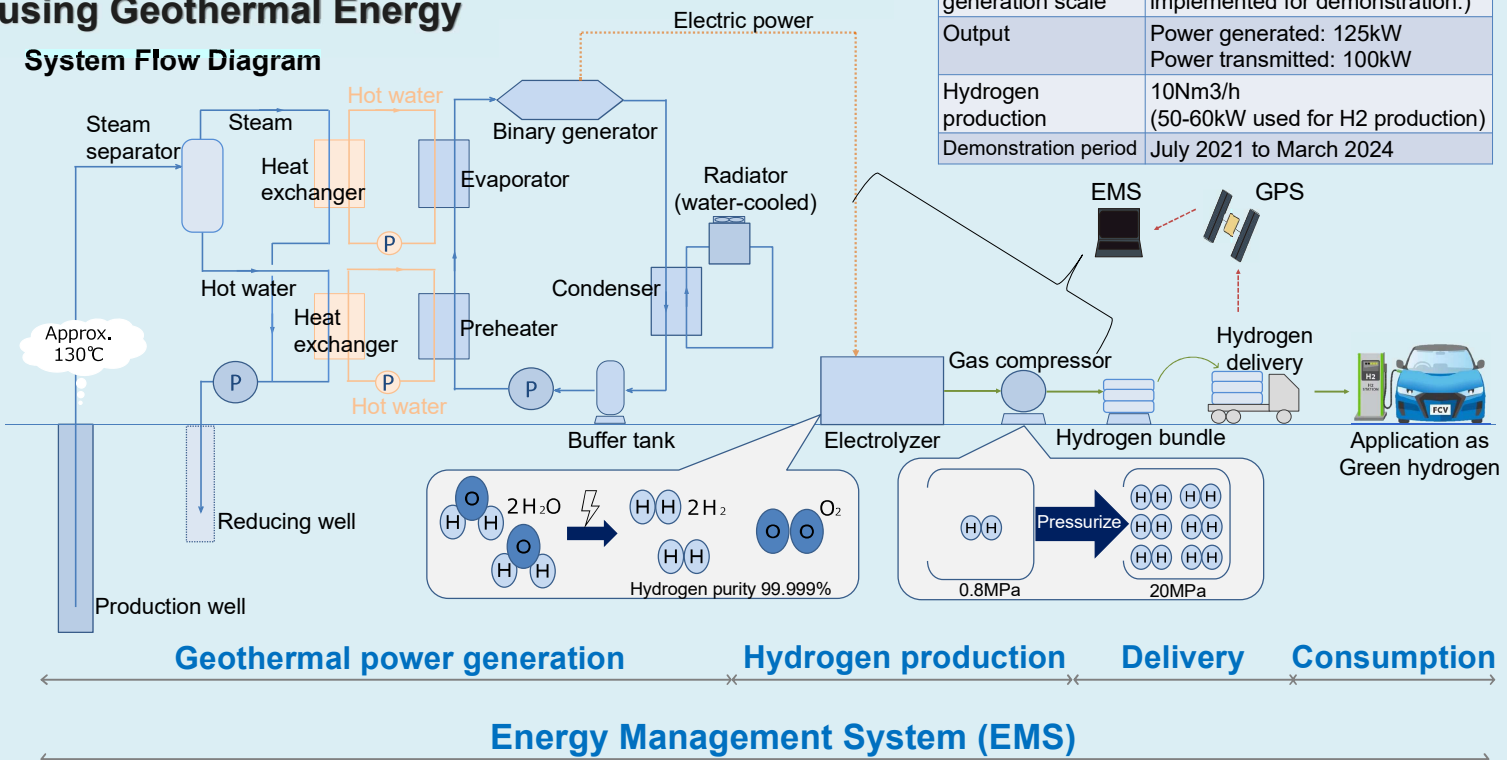 using Geothermal Energy
System Flow Diagram
generation scale
implemented for demonstration.)
Output
Power generated: 125kW
Power transmitted: 100kW
Hydrogen
production
10Nm3/h
(50-60kW used for H2 production)
Demonstration period
July 2021 to March 2024
Electric power
Hot water
Steam
separator
Steam
Binary generator
Heat
exchanger
Evaporator
Radiator
(water-cooled)
EMS
GPS
P
Hot water
Condenser
Heat
exchanger
Preheater
Approx.
130℃
Hydrogen
delivery
Gas compressor
P
P
P
Hot water
H2
STATION
FCV
Buffer tank
Electrolyzer
Hydrogen bundle
Application as
Green hydrogen
Reducing well
Production well
O
H
H
O
H
H
2H₂O
H H
2H₂
H H
O O
O₂
Hydrogen purity 99.999%
H H
Pressurize
H H
H H
H H
H H
H H
H H
0.8MPa
20MPa
Geothermal power generation
Hydrogen production
Delivery
Consumption
Energy Management System (EMS)